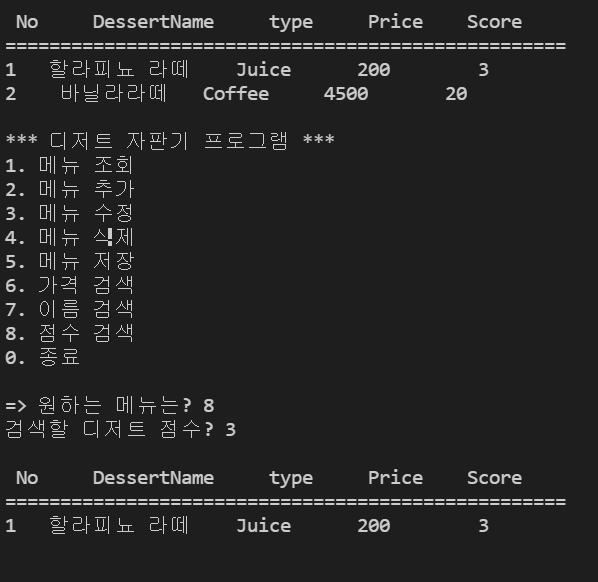 No DessertName type Price Score
===================================================
1 할라피뇨 라떼 Juice 200 3
2 바닐라라떼 Coffee 4500 20
*** 디저트 자판기 프로그램 ***
1. 메뉴 조회
2. 메뉴 추가
3. 메뉴 수정
4. 메뉴 삭제
5. 메뉴 저장
6. 가격 검색
7. 이름 검색
8. 점수 검색
0. 종료
=> 원하는 메뉴는? 8
검색할 디저트 점수? 3
No DessertName type Price Score
===================================================
1 할라피뇨 라떼 Juice 200 3